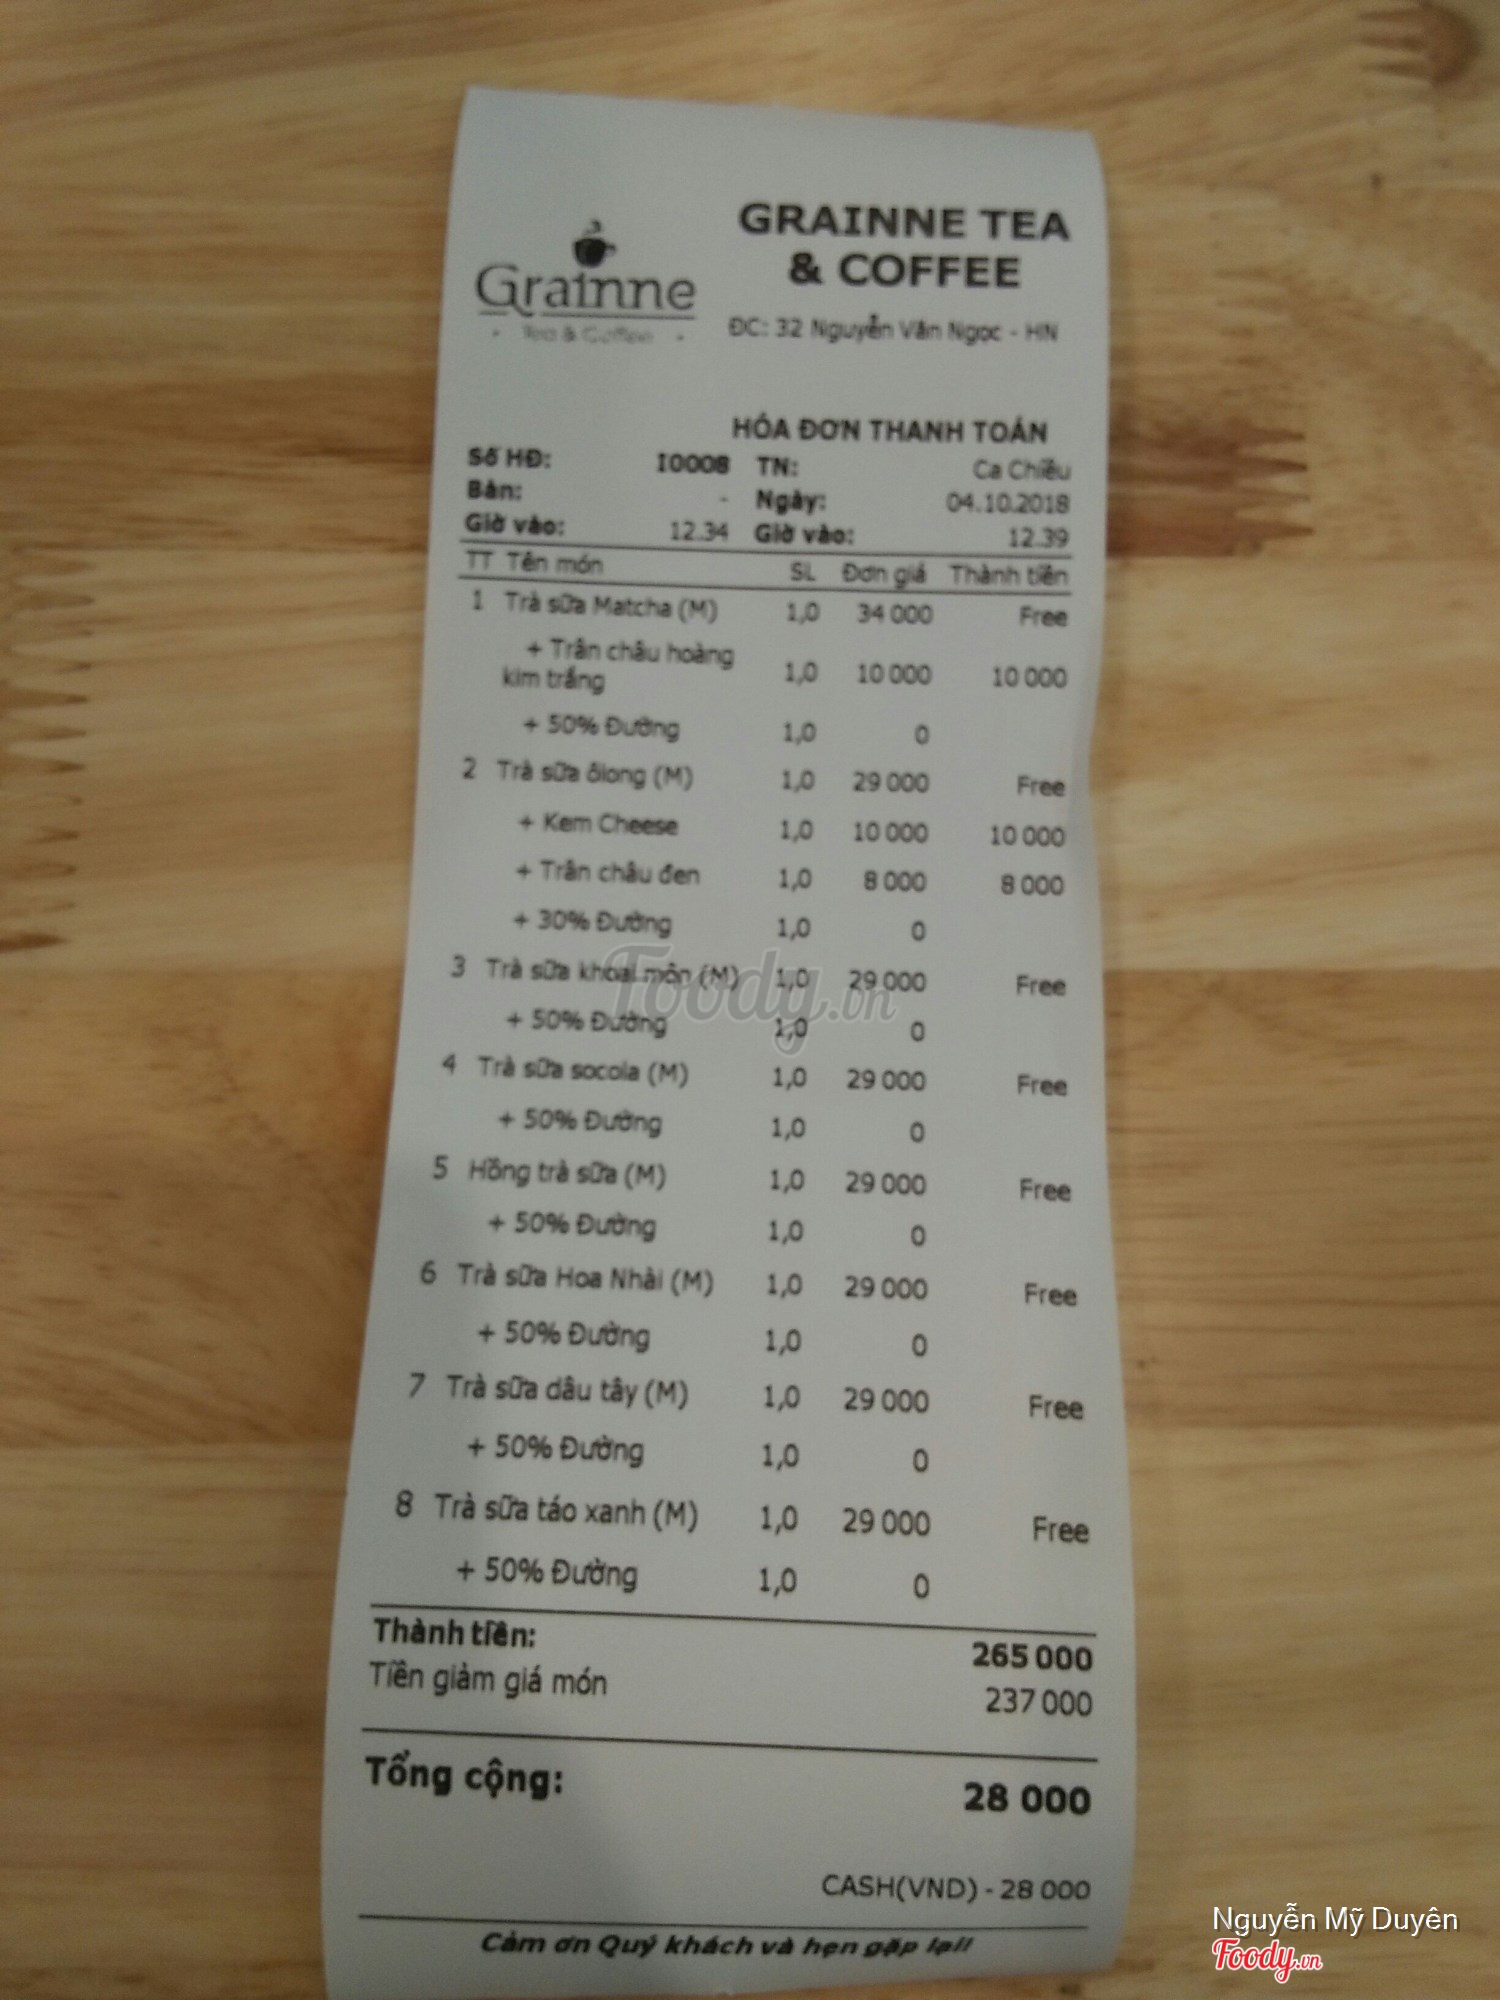 GRAINNE TEA
& COFFEE
Grainne
Tea & Coffee
ĐC: 32 Nguyễn Văn Ngọc - HN
HÓA ĐƠN THANH TOÁN
Số HĐ: I0008 TN: Ca Chiều
Bàn: - Ngày: 04.10.2018
Giờ vào: 12.34 Giờ vào: 12.39
TT Tên món SL Đơn giá Thành tiền
1 Trà sữa Matcha (M) 1,0 34 000 Free
+ Trân châu hoàng
kim trắng 1,0 10 000 10 000
+ 50% Đường 1,0 0
2 Trà sữa ôlong (M) 1,0 29 000 Free
+ Kem Cheese 1,0 10 000 10 000
+ Trân châu đen 1,0 8 000 8 000
+ 30% Đường 1,0 0
3 Trà sữa khoai môn (M) 1,0 29 000 Free
+ 50% Đường 1,0 0
4 Trà sữa socola (M) 1,0 29 000 Free
+ 50% Đường 1,0 0
5 Hồng trà sữa (M) 1,0 29 000 Free
+ 50% Đường 1,0 0
6 Trà sữa Hoa Nhài (M) 1,0 29 000 Free
+ 50% Đường 1,0 0
7 Trà sữa dâu tây (M) 1,0 29 000 Free
+ 50% Đường 1,0 0
8 Trà sữa táo xanh (M) 1,0 29 000 Free
+ 50% Đường 1,0 0
Thành tiền: 265 000
Tiền giảm giá món 237 000
Tổng cộng: 28 000
CASH(VND) - 28 000
Cảm ơn Quý khách và hẹn gặp lại!
Foody.vn
Nguyễn Mỹ Duyên
Foody.vn